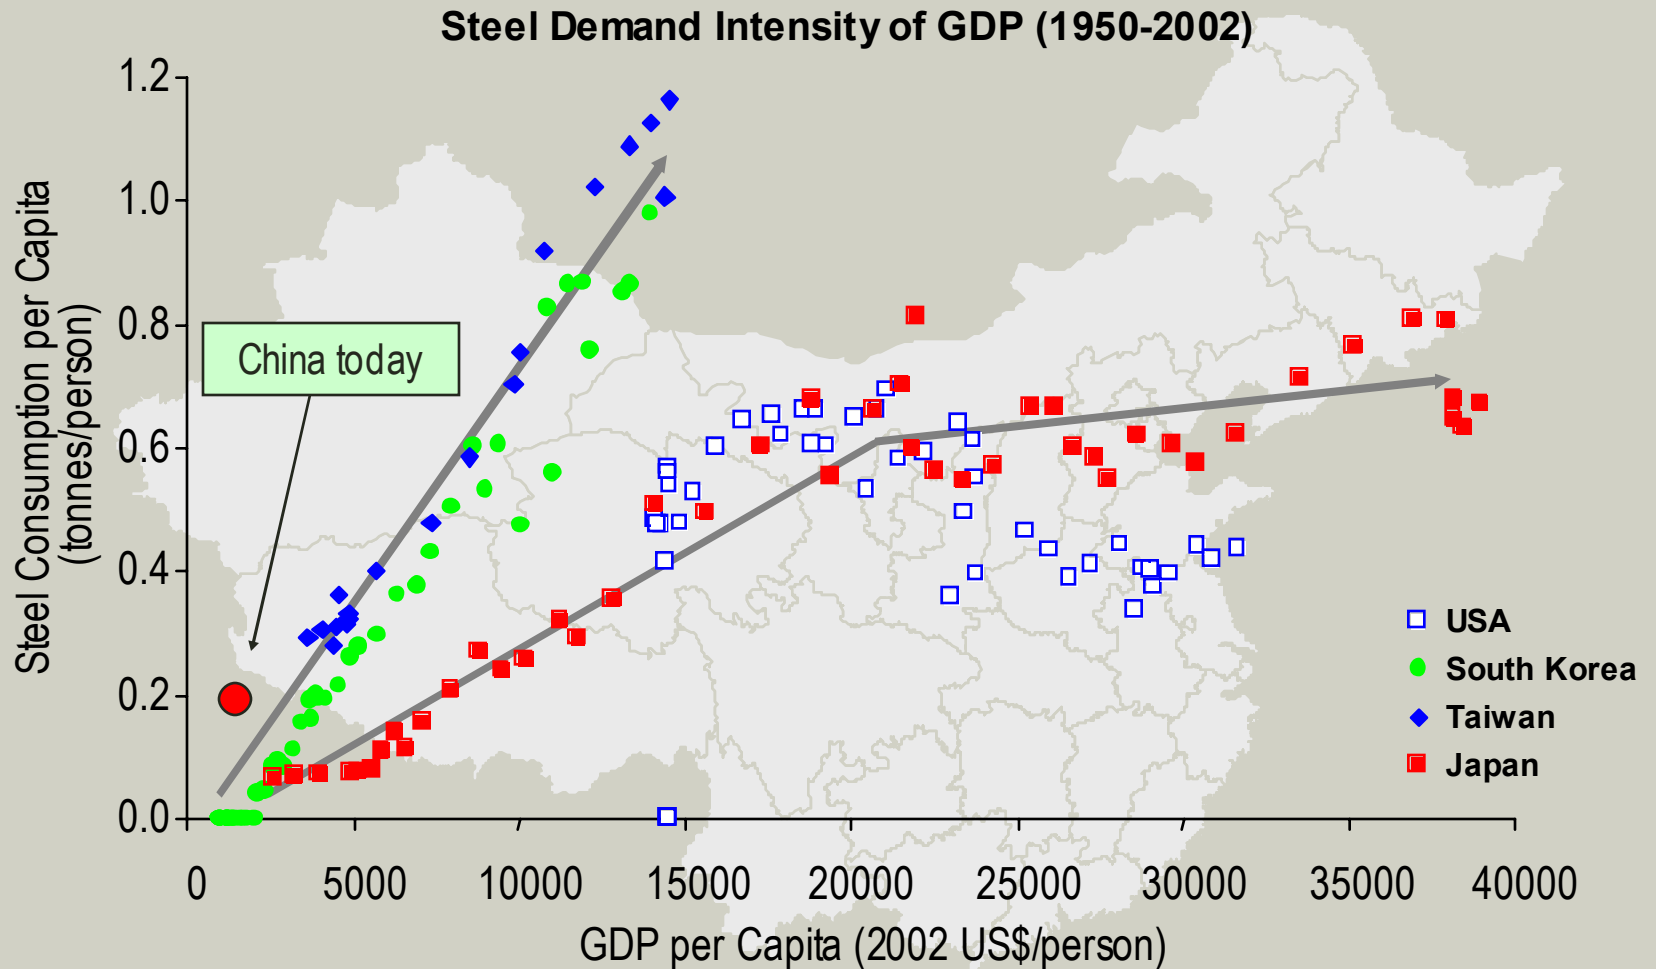 Steel Demand Intensity of GDP (1950-2002)
Steel Consumption per Capita
(tonnes/person)
1.2
1.0
0.8
0.6
0.4
0.2
0.0
China today
USA
South Korea
Taiwan
Japan
0 5000 10000 15000 20000 25000 30000 35000 40000
GDP per Capita (2002 US$/person)